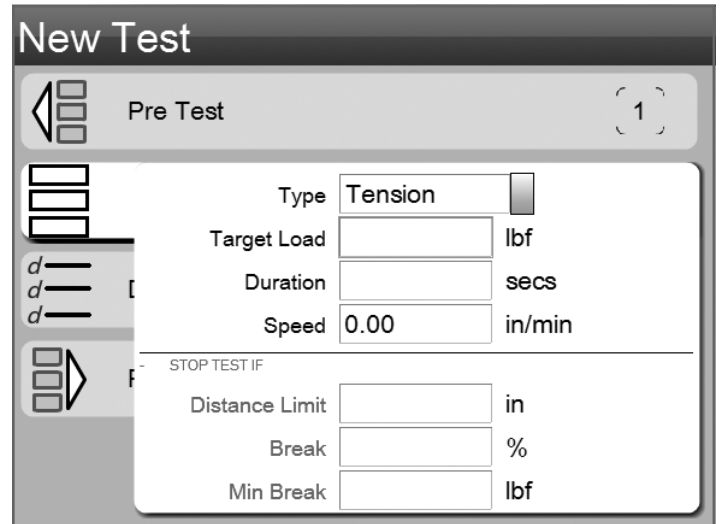 New Test
Pre Test 1
Type Tension
Target Load lbf
Duration secs
d
d
d
Speed 0.00 in/min
STOP TEST IF
Distance Limit in
Break %
Min Break lbf